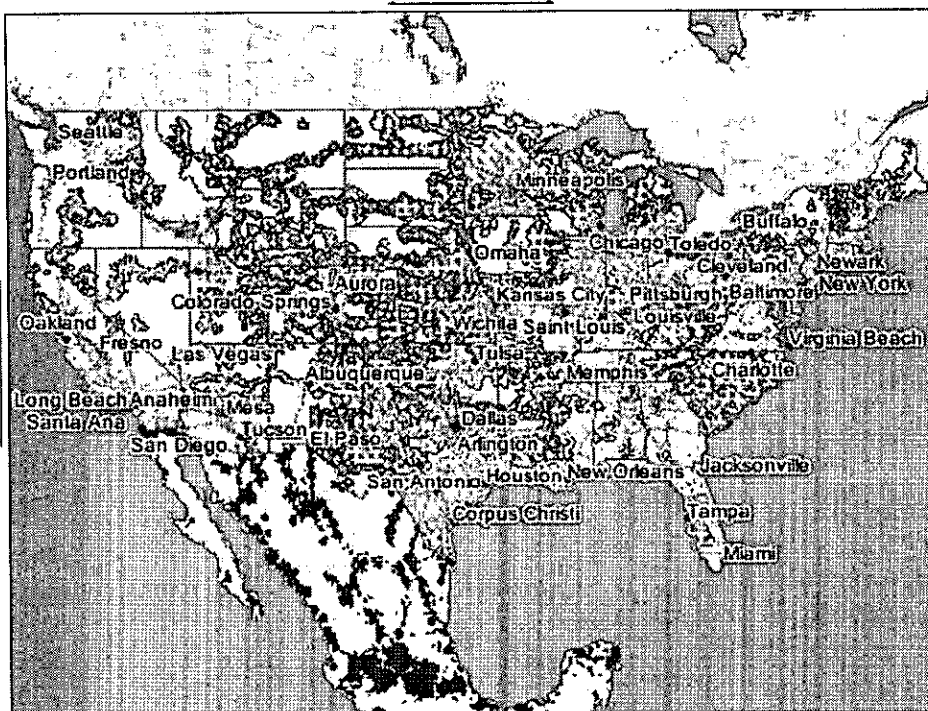 Seattle
Portland
Minneapolis
Buffalo
Omaha
Chicago Toledo
Cleveland
Newark
New York
Aurora
Colorado Springs
Kansas City
Pittsburgh
Baltimore
Oakland
Fresno
Wichita
Saint Louis
Louisville
Virginia Beach
Las Vegas
Tulsa
Albuquerque
Memphis
Charlotte
Long Beach
Anaheim
Mesa
Santa Ana
Dallas
Tucson
El Paso
Arlington
San Diego
San Antonio
Houston
New Orleans
Jacksonville
Corpus Christi
Tampa
Miami